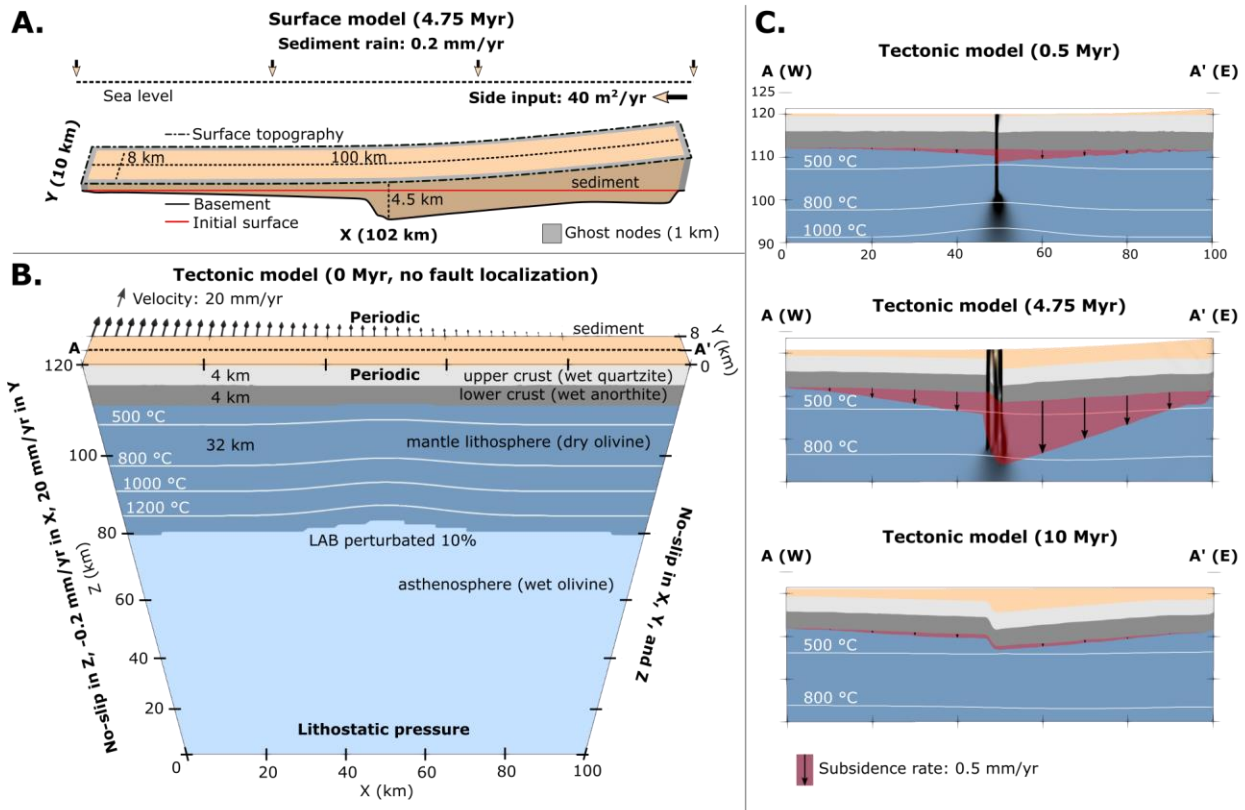 A.
Surface model (4.75 Myr)
Sediment rain: 0.2 mm/yr
Sea level
Side input: 40 m²/yr
Surface topography
8 km
100 km
Y (10 km)
sediment
4.5 km
Basement
Initial surface
X (102 km)
Ghost nodes (1 km)
B.
Tectonic model (0 Myr, no fault localization)
Velocity: 20 mm/yr
Periodic
sediment
8
Y (km)
0
A
A'
120
4 km
Periodic
upper crust (wet quartzite)
4 km
lower crust (wet anorthite)
500 °C
32 km
mantle lithosphere (dry olivine)
100
800 °C
1000 °C
1200 °C
80
LAB perturbated 10%
Z (km)
asthenosphere (wet olivine)
60
40
20
No-slip in Z, -0.2 mm/yr in X, 20 mm/yr in Y
No-slip in X, Y, and Z
Lithostatic pressure
0 20 40 60 80 100
X (km)
C.
Tectonic model (0.5 Myr)
A (W)
A' (E)
125
120
110
500 °C
100
800 °C
1000 °C
90
0 20 40 60 80 100
Tectonic model (4.75 Myr)
A (W)
A' (E)
500 °C
800 °C
Tectonic model (10 Myr)
A (W)
A' (E)
500 °C
800 °C
Subsidence rate: 0.5 mm/yr